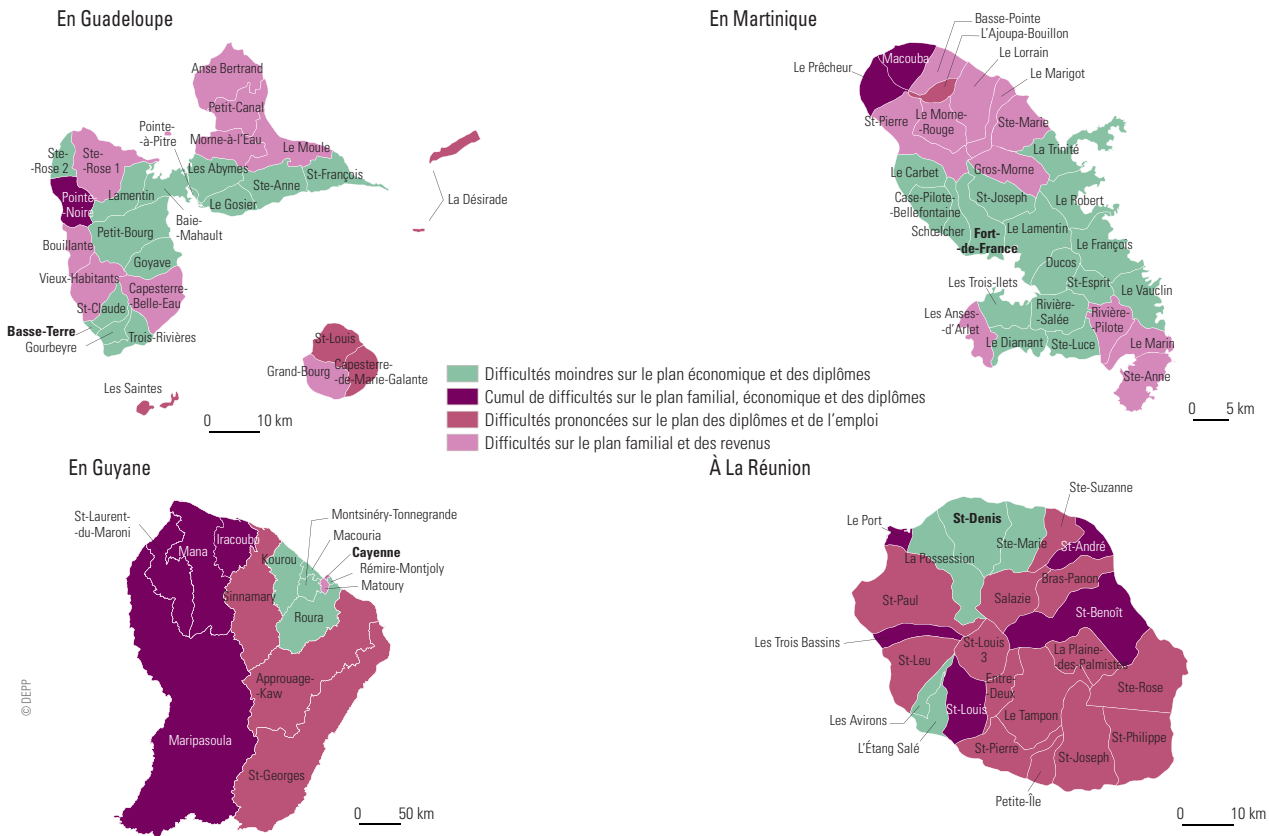 En Guadeloupe
Anse Bertrand
Petit-Canal
Pointe-
-à-Pitre
Morne-à-l'Eau
Le Moule
Ste-
-Rose 2
Ste-
-Rose 1
Les Abymes
St-François
Ste-Anne
Pointe
-Noire
Lamentin
Le Gosier
La Désirade
Baie-
-Mahault
Petit-Bourg
Bouillante
Goyave
Vieux-Habitants
Capesterre-
-Belle-Eau
St-Claude
Basse-Terre
Gourbeyre
Trois-Rivières
St-Louis
Grand-Bourg
Capesterre-
-de-Marie-Galante
Les Saintes
0 10 km
En Martinique
Basse-Pointe
L'Ajoupa-Bouillon
Macouba
Le Lorrain
Le Prêcheur
Le Marigot
St-Pierre
Le Morne-
-Rouge
Ste-Marie
La Trinité
Le Carbet
Gros-Morne
Case-Pilote-
-Bellefontaine
St-Joseph
Le Robert
Schœlcher
Fort-
-de-France
Le Lamentin
Le François
Ducos
St-Esprit
Les Trois-Ilets
Le Vauclin
Les Anses-
-d'Arlet
Rivière-
-Salée
Rivière-
-Pilote
Le Diamant
Ste-Luce
Le Marin
Ste-Anne
0 5 km
Difficultés moindres sur le plan économique et des diplômes
Cumul de difficultés sur le plan familial, économique et des diplômes
Difficultés prononcées sur le plan des diplômes et de l'emploi
Difficultés sur le plan familial et des revenus
En Guyane
St-Laurent-
-du-Maroni
Montsinéry-Tonnegrande
Macouria
Cayenne
Rémire-Montjoly
Matoury
Mana
Iracoubo
Kourou
Sinnamary
Roura
Approuage-
-Kaw
Maripasoula
St-Georges
0 50 km
© DEPP
À La Réunion
Ste-Suzanne
Le Port
St-Denis
La Possession
Ste-Marie
St-André
Bras-Panon
St-Paul
Salazie
St-Benoît
Les Trois Bassins
St-Louis
3
La Plaine-
-des-Palmistes
St-Leu
Entre-
-Deux
Ste-Rose
Les Avirons
St-Louis
Le Tampon
L'Étang Salé
St-Pierre
St-Joseph
St-Philippe
Petite-Île
0 10 km